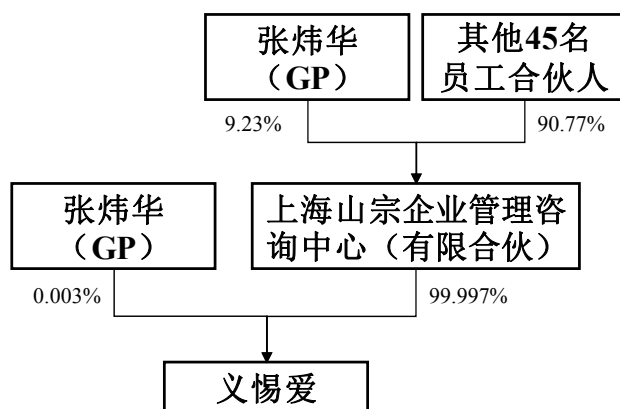 张炜华
（GP）
其他45名
员工合伙人
9.23%
90.77%
张炜华
（GP）
上海山宗企业管理咨
询中心（有限合伙）
0.003%
99.997%
义惕爱